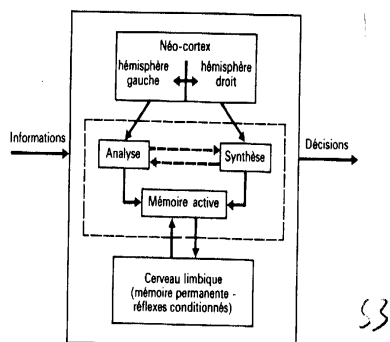 Néo-cortex
hémisphère gauche
hémisphère droit
Informations
Décisions
Analyse
Synthèse
Mémoire active
Cerveau limbique
(mémoire permanente -
réflexes conditionnés)
53